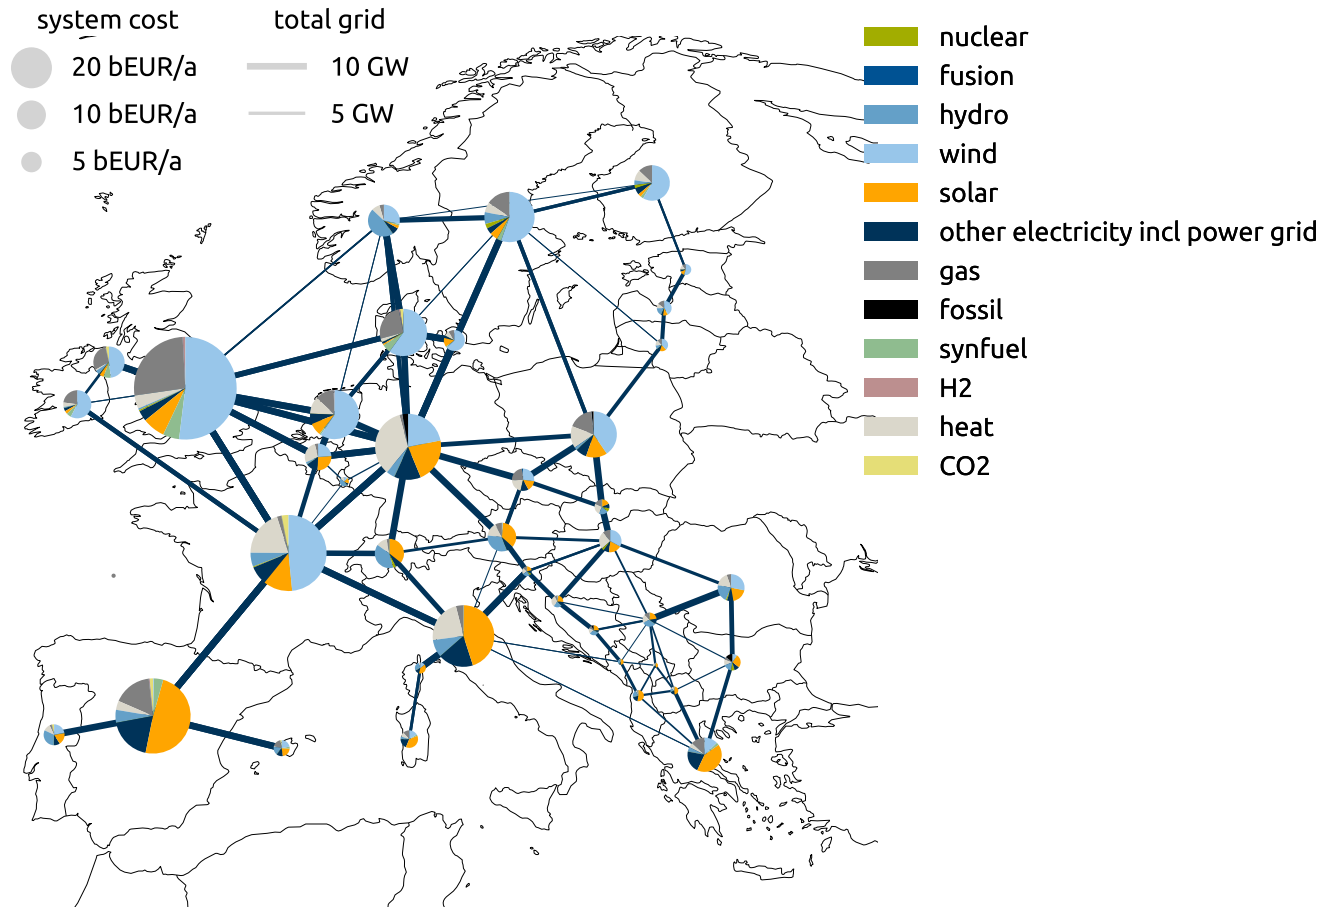 system cost
20 bEUR/a
10 bEUR/a
5 bEUR/a
total grid
10 GW
5 GW
nuclear
fusion
hydro
wind
solar
other electricity incl power grid
gas
fossil
synfuel
H2
heat
CO2